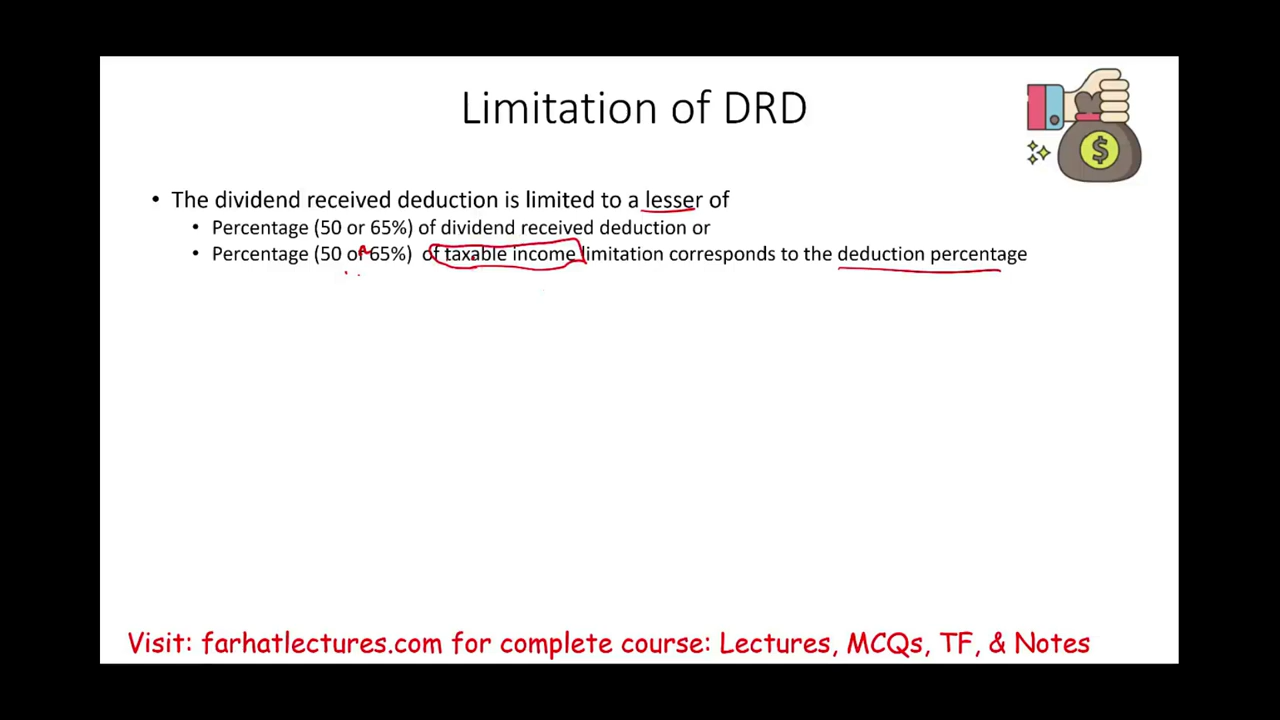 Limitation of DRD
$
• The dividend received deduction is limited to a lesser of
• Percentage (50 or 65%) of dividend received deduction or
• Percentage (50 or 65%) of taxable income limitation corresponds to the deduction percentage
Visit: farhatlectures.com for complete course: Lectures, MCQs, TF, & Notes